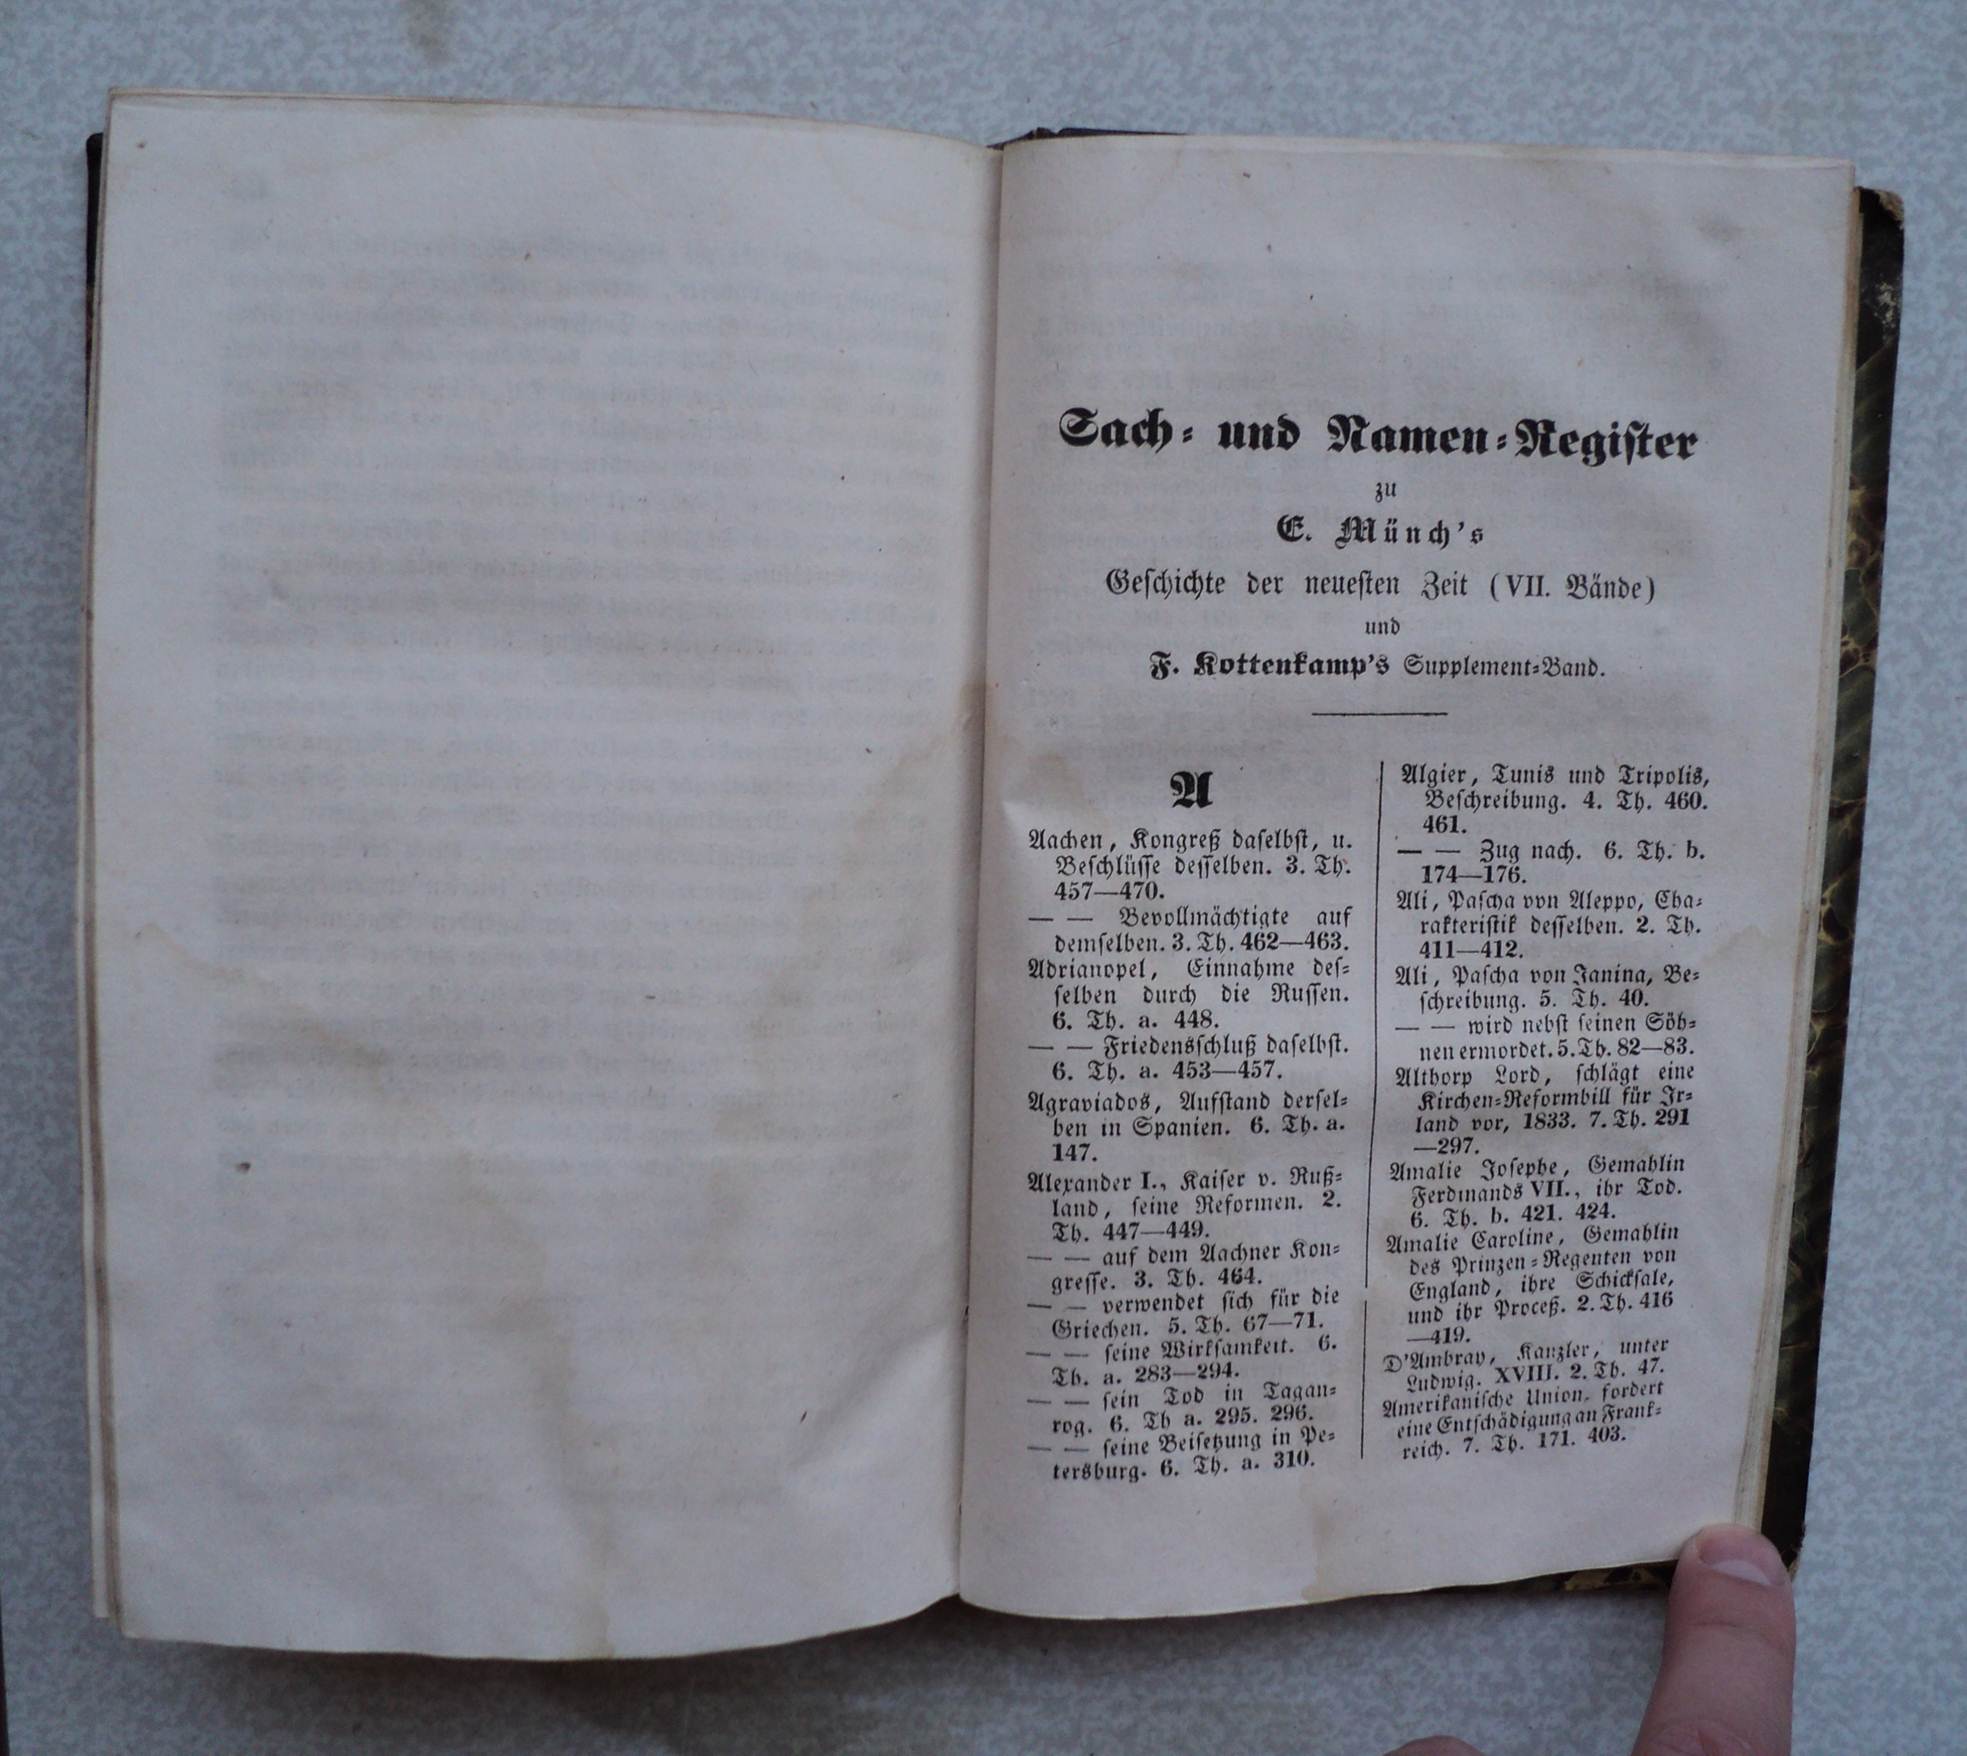 Sach- und Namen-Regiſter
zu
E. Münch's
Geſchichte der neueſten Zeit (VII. Bände)
und
F. Kottenkamp's Supplement-Band.
A
Aachen, Kongreß daſelbſt, u.
Beſchlüſſe deſſelben. 3. Th.
457—470.
— — Bevollmächtigte auf
demſelben. 3. Th. 462—463.
Adrianopel, Einnahme deſ-
ſelben durch die Ruſſen.
6. Th. a. 448.
— — Friedensſchluß daſelbſt.
6. Th. a. 453—457.
Agraviados, Aufſtand derſel-
ben in Spanien. 6. Th. a.
147.
Alexander I., Kaiſer v. Ruß-
land, ſeine Reformen. 2.
Th. 447—449.
— — auf dem Aachner Kon-
greſſe. 3. Th. 464.
— — verwendet ſich für die
Griechen. 5. Th. 67—71.
— — ſeine Wirkſamkeit. 6.
Th. a. 283—294.
— — ſein Tod in Tagan-
rog. 6. Th a. 295. 296.
— — ſeine Beiſetzung in Pe-
tersburg. 6. Th. a. 310.
Algier, Tunis und Tripolis,
Beſchreibung. 4. Th. 460.
461.
— — Zug nach. 6. Th. b.
174—176.
Ali, Paſcha von Aleppo, Cha-
rakteriſtik deſſelben. 2. Th.
411—412.
Ali, Paſcha von Janina, Be-
ſchreibung. 5. Th. 40.
— — wird nebſt ſeinen Söh-
nen ermordet. 5. Th. 82—83.
Althorp Lord, ſchlägt eine
Kirchen-Reformbill für Ir-
land vor, 1833. 7. Th. 291
—297.
Amalie Joſephe, Gemahlin
Ferdinands VII., ihr Tod.
6. Th. b. 421. 424.
Amalie Caroline, Gemahlin
des Prinzen-Regenten von
England, ihre Schickſale,
und ihr Proceß. 2. Th. 416
—419.
D'Ambray, Kanzler, unter
Ludwig. XVIII. 2. Th. 47.
Amerikaniſche Union, fordert
eine Entſchädigung an Frank-
reich. 7. Th. 171. 403.